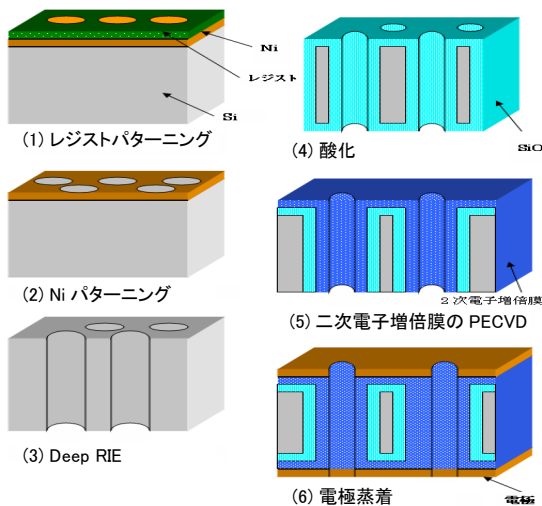 Ni
レジスト
Si
(1) レジストパターニング
(2) Ni パターニング
(3) Deep RIE
SiO
(4) 酸化
2次電子増倍膜
(5) 二次電子増倍膜の PECVD
電極
(6) 電極蒸着